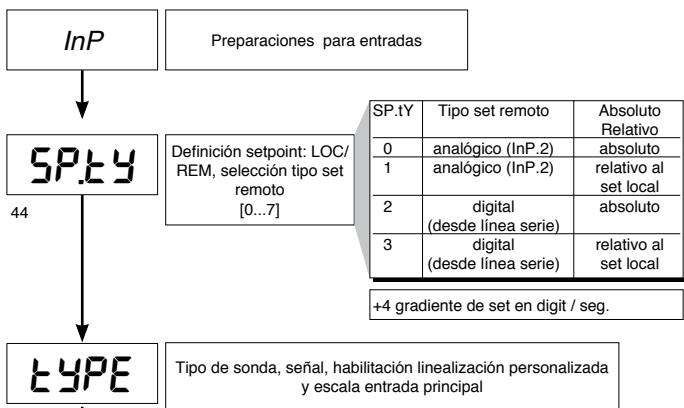 InP
Preparaciones para entradas
SP.tY
44
Definición setpoint: LOC/
REM, selección tipo set
remoto
[0...7]
SP.tY Tipo set remoto Absoluto
Relativo
0 analógico (InP.2) absoluto
1 analógico (InP.2) relativo al
set local
2 digital absoluto
(desde línea serie)
3 digital relativo al
(desde línea serie) set local
+4 gradiente de set en digit / seg.
tYPE
Tipo de sonda, señal, habilitación linealización personalizada
y escala entrada principal